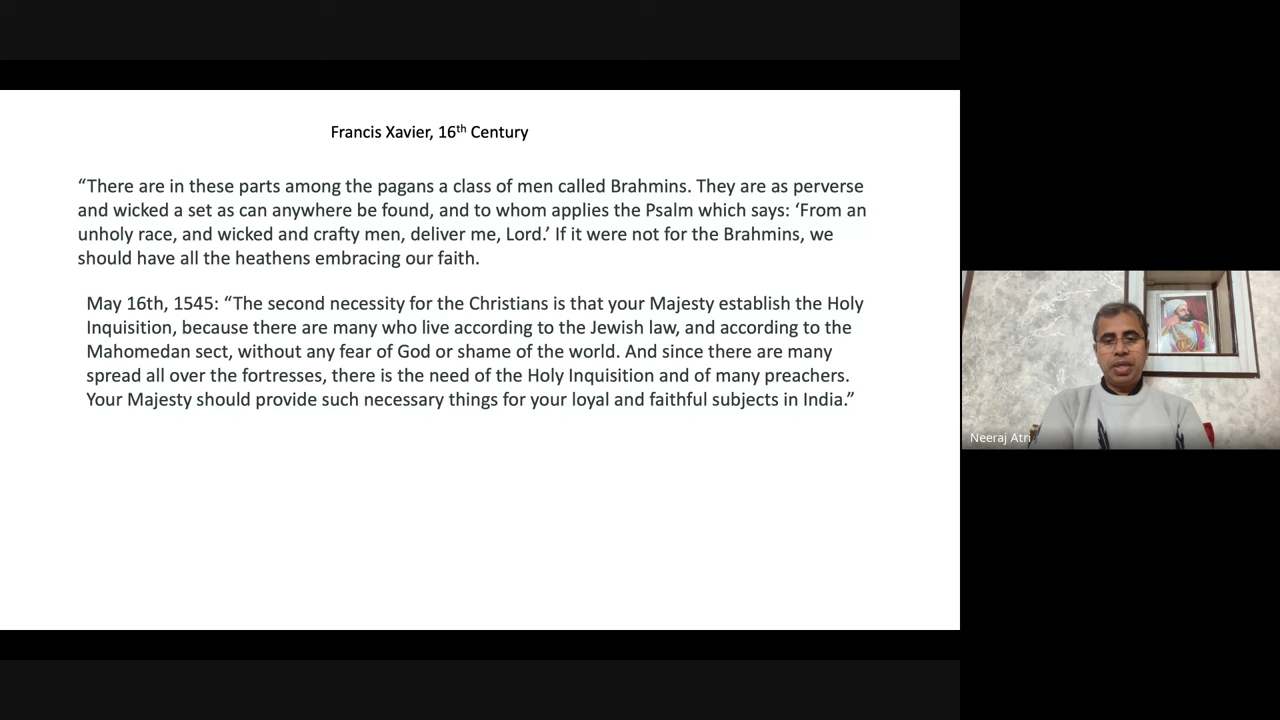 Francis Xavier, 16th Century
“There are in these parts among the pagans a class of men called Brahmins. They are as perverse
and wicked a set as can anywhere be found, and to whom applies the Psalm which says: ‘From an
unholy race, and wicked and crafty men, deliver me, Lord.’ If it were not for the Brahmins, we
should have all the heathens embracing our faith.
May 16th, 1545: “The second necessity for the Christians is that your Majesty establish the Holy
Inquisition, because there are many who live according to the Jewish law, and according to the
Mahomedan sect, without any fear of God or shame of the world. And since there are many
spread all over the fortresses, there is the need of the Holy Inquisition and of many preachers.
Your Majesty should provide such necessary things for your loyal and faithful subjects in India.”
Neeraj Atri